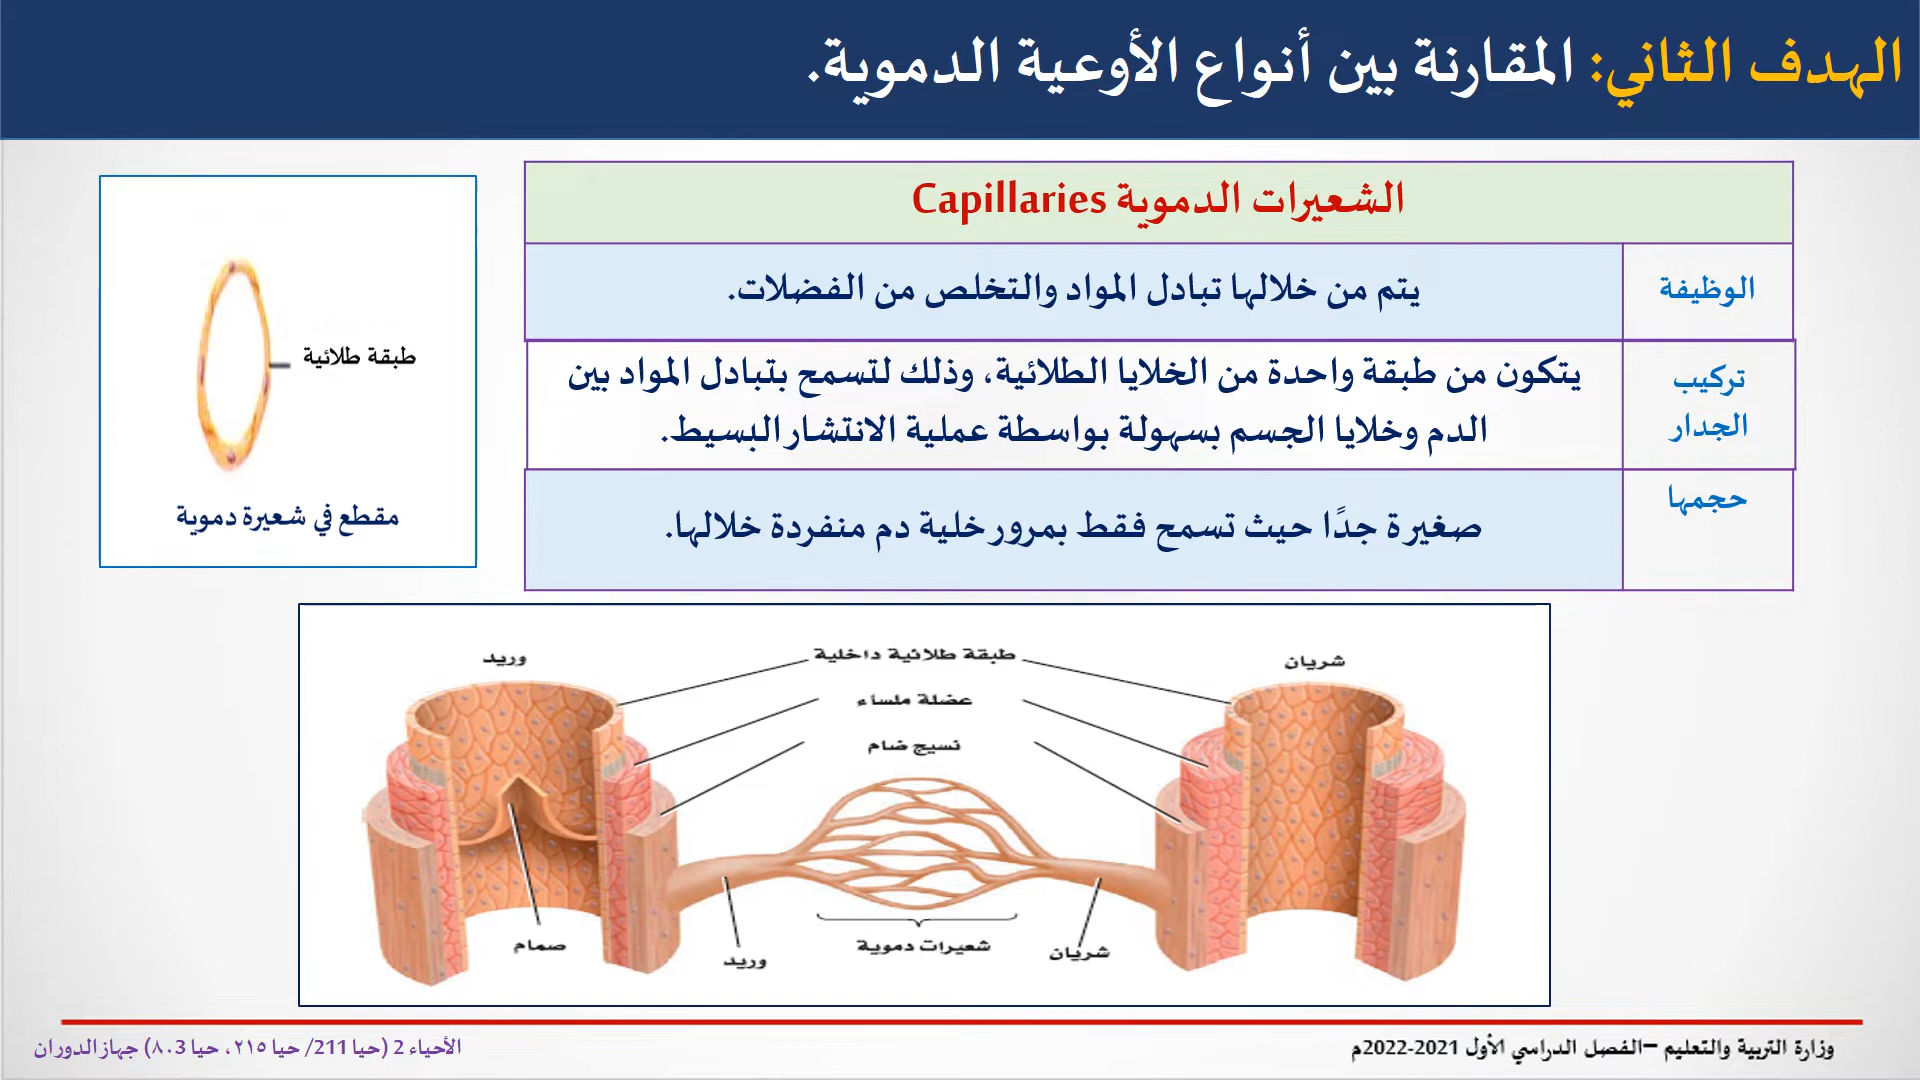 الهدف الثاني: المقارنة بين أنواع الأوعية الدموية.
الشعيرات الدموية Capillaries
الوظيفة
يتم من خلالها تبادل المواد والتخلص من الفضلات.
تركيب
الجدار
يتكون من طبقة واحدة من الخلايا الطلائية، وذلك لتسمح بتبادل المواد بين
الدم وخلايا الجسم بسهولة بواسطة عملية الانتشار البسيط.
حجمها
صغيرة جدًا حيث تسمح فقط بمرور خلية دم منفردة خلالها.
طبقة طلائية
مقطع في شعيرة دموية
شريان
طبقة طلائية داخلية
وريد
عضلة ملساء
نسيج ضام
شريان
شعيرات دموية
وريد
صمام
وزارة التربية والتعليم –الفصل الدراسي الأول 2021-2022م
الأحياء 2 (حيا 211/ حيا ٢١٥، حيا ٨٠3) جهاز الدوران